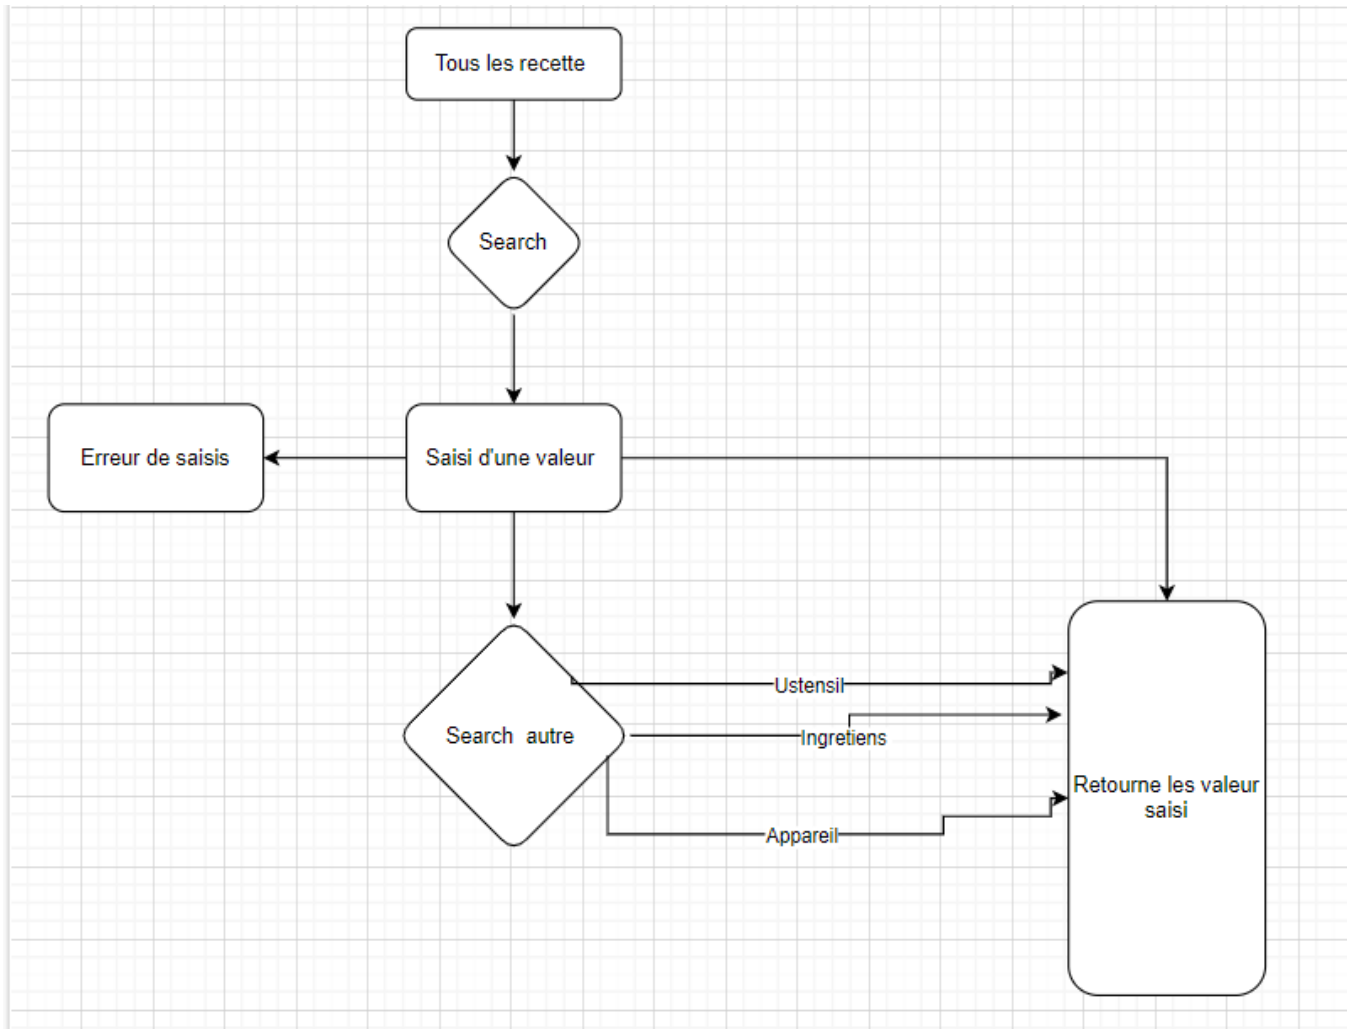 Tous les recette
Search
Erreur de saisis
Saisi d'une valeur
Ustensil
Search autre
Ingretiens
Retourne les valeur
saisi
Appareil